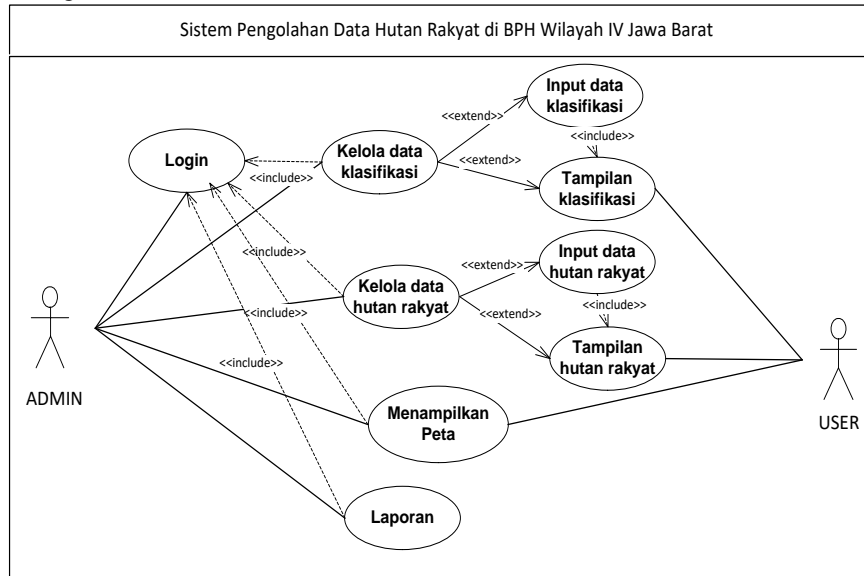 Sistem Pengolahan Data Hutan Rakyat di BPH Wilayah IV Jawa Barat
Input data
klasifikasi
<<extend>>
<<include>>
Login
Kelola data
klasifikasi
<<include>>
<<extend>>
Tampilan
klasifikasi
<<include>>
Input data
hutan rakyat
<<extend>>
Kelola data
hutan rakyat
<<include>>
<<extend>>
<<include>>
Tampilan
hutan rakyat
<<include>>
ADMIN
Menampilkan
Peta
USER
Laporan